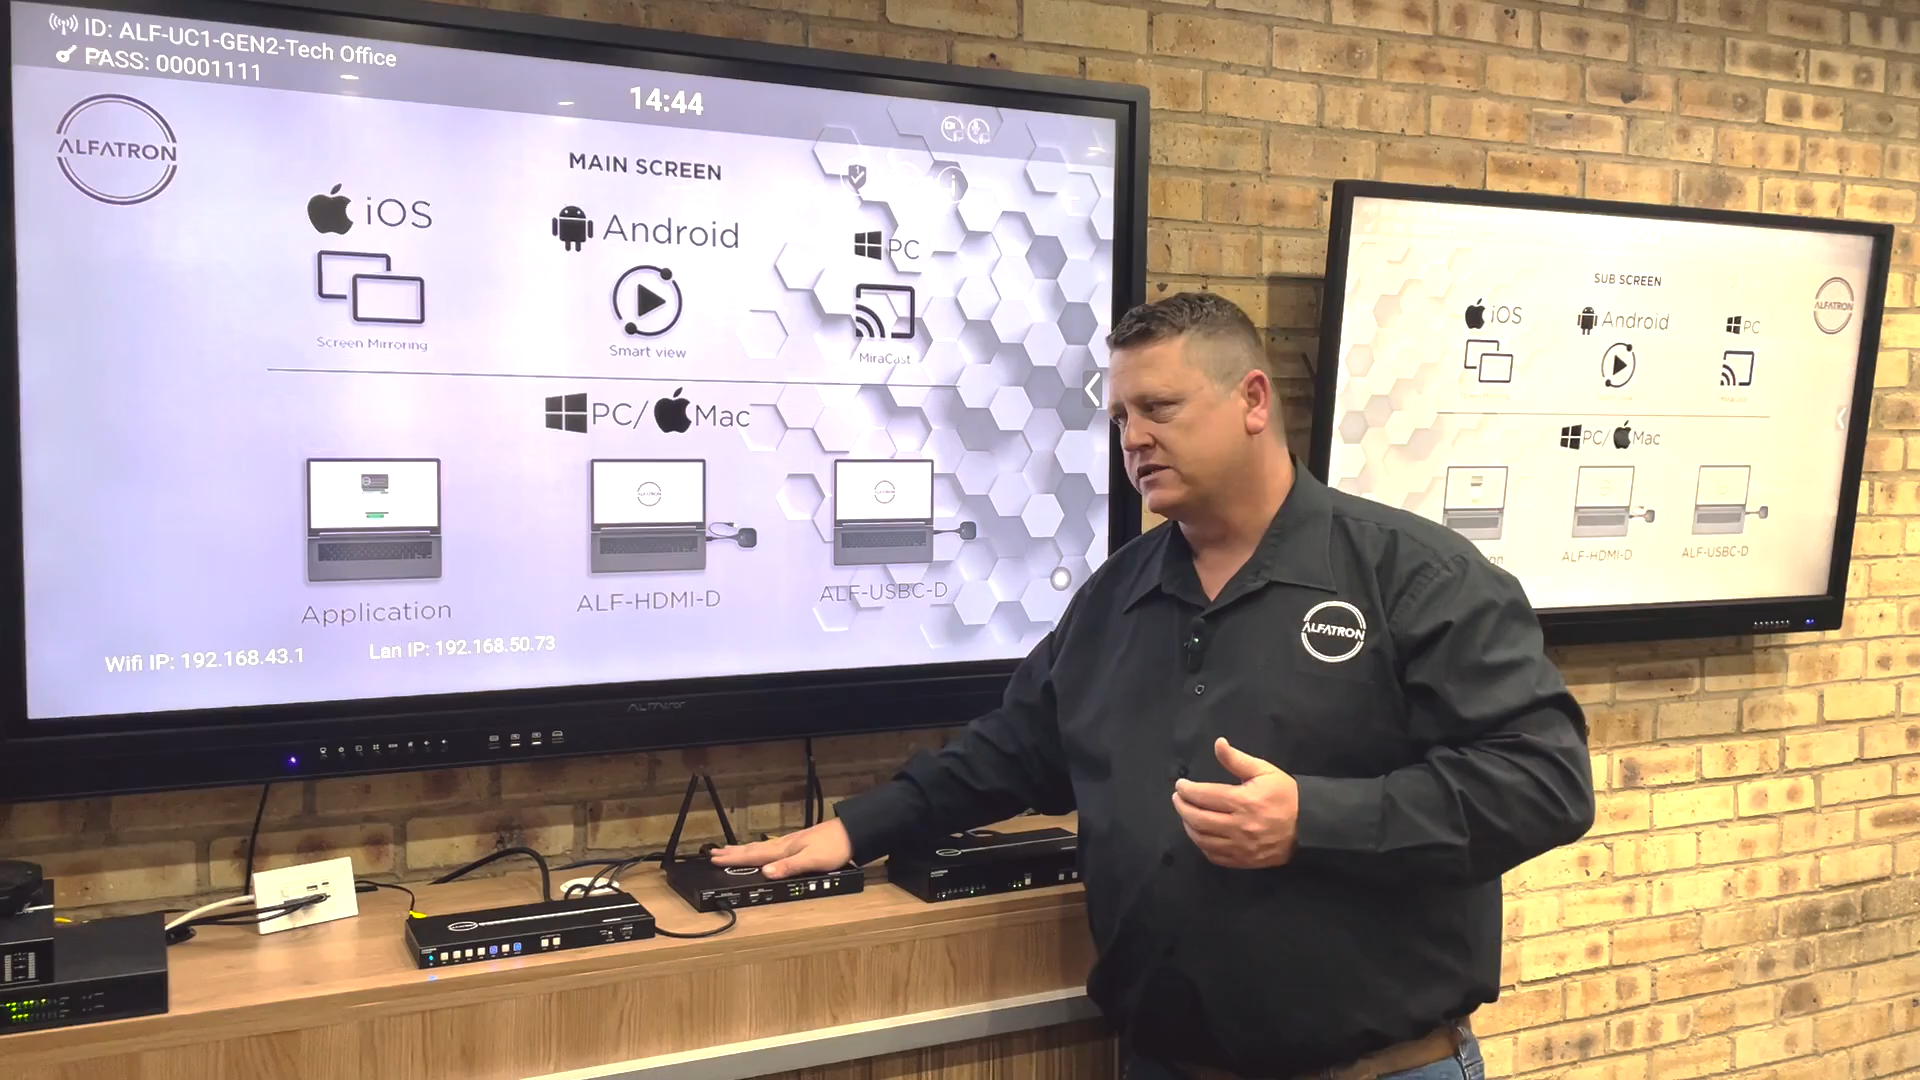 ID: ALF-UC1-GEN2-Tech Office
PASS: 00001111
14:44
ALFATRON
MAIN SCREEN
iOS
Android
PC
Screen Mirroring
Smart view
MiraCast
PC/ Mac
Application
ALF-HDMI-D
ALF-USBC-D
Wifi IP: 192.168.43.1
Lan IP: 192.168.50.73
SUB SCREEN
ALFATRON
iOS
Android
PC
PC/ Mac
ALF-HDMI-D
ALF-USBC-D
ALFATRON